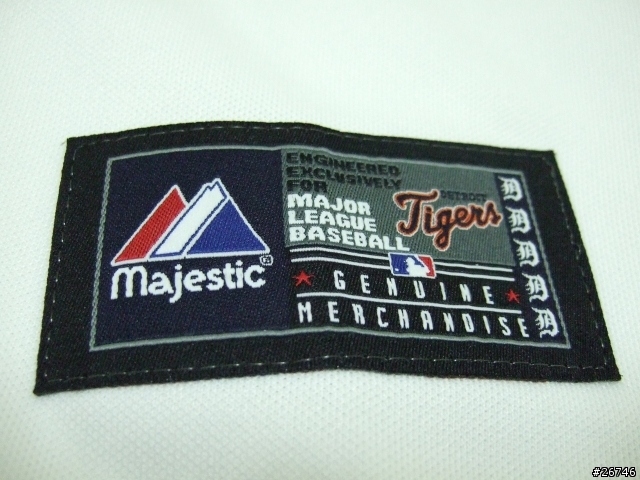 Majestic®
ENGINEERED
EXCLUSIVELY
FOR
MAJOR
LEAGUE
BASEBALL
DETROIT
Tigers
GENUINE
MERCHANDISE
D
D
D
D
D
#26746